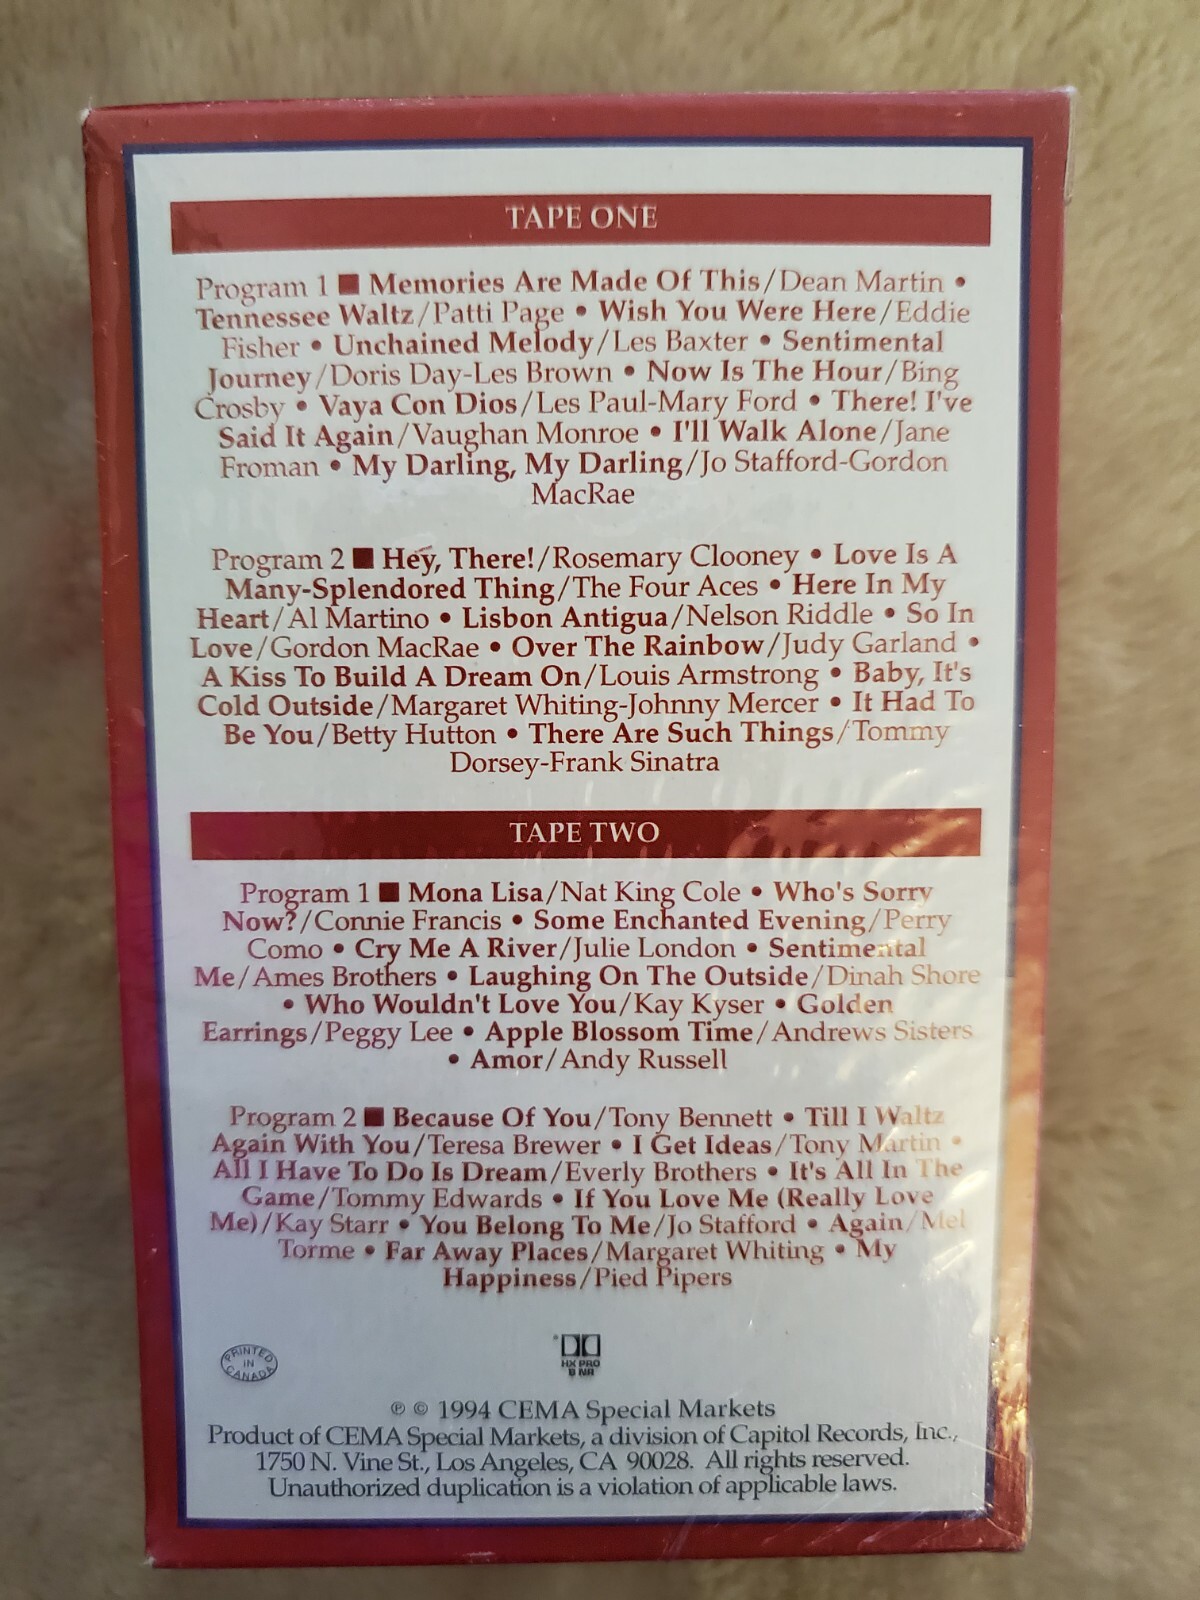 TAPE ONE
Program 1 ■ Memories Are Made Of This/Dean Martin •
Tennessee Waltz/Patti Page • Wish You Were Here/Eddie
Fisher • Unchained Melody/Les Baxter • Sentimental
Journey/Doris Day-Les Brown • Now Is The Hour/Bing
Crosby • Vaya Con Dios/Les Paul-Mary Ford • There! I've
Said It Again/Vaughan Monroe • I'll Walk Alone/Jane
Froman • My Darling, My Darling/Jo Stafford-Gordon
MacRae
Program 2 ■ Hey, There!/Rosemary Clooney • Love Is A
Many-Splendored Thing/The Four Aces • Here In My
Heart/Al Martino • Lisbon Antigua/Nelson Riddle • So In
Love/Gordon MacRae • Over The Rainbow/Judy Garland •
A Kiss To Build A Dream On/Louis Armstrong • Baby, It's
Cold Outside/Margaret Whiting-Johnny Mercer • It Had To
Be You/Betty Hutton • There Are Such Things/Tommy
Dorsey-Frank Sinatra
TAPE TWO
Program 1 ■ Mona Lisa/Nat King Cole • Who's Sorry
Now?/Connie Francis • Some Enchanted Evening/Perry
Como • Cry Me A River/Julie London • Sentimental
Me/Ames Brothers • Laughing On The Outside/Dinah Shore
• Who Wouldn't Love You/Kay Kyser • Golden
Earrings/Peggy Lee • Apple Blossom Time/Andrews Sisters
• Amor/Andy Russell
Program 2 ■ Because Of You/Tony Bennett • Till I Waltz
Again With You/Teresa Brewer • I Get Ideas/Tony Martin •
All I Have To Do Is Dream/Everly Brothers • It's All In The
Game/Tommy Edwards • If You Love Me (Really Love
Me)/Kay Starr • You Belong To Me/Jo Stafford • Again/Mel
Torme • Far Away Places/Margaret Whiting • My
Happiness/Pied Pipers
PRINTED
IN
CANADA
HX PRO
B NR
℗ © 1994 CEMA Special Markets
Product of CEMA Special Markets, a division of Capitol Records, Inc.,
1750 N. Vine St., Los Angeles, CA 90028. All rights reserved.
Unauthorized duplication is a violation of applicable laws.